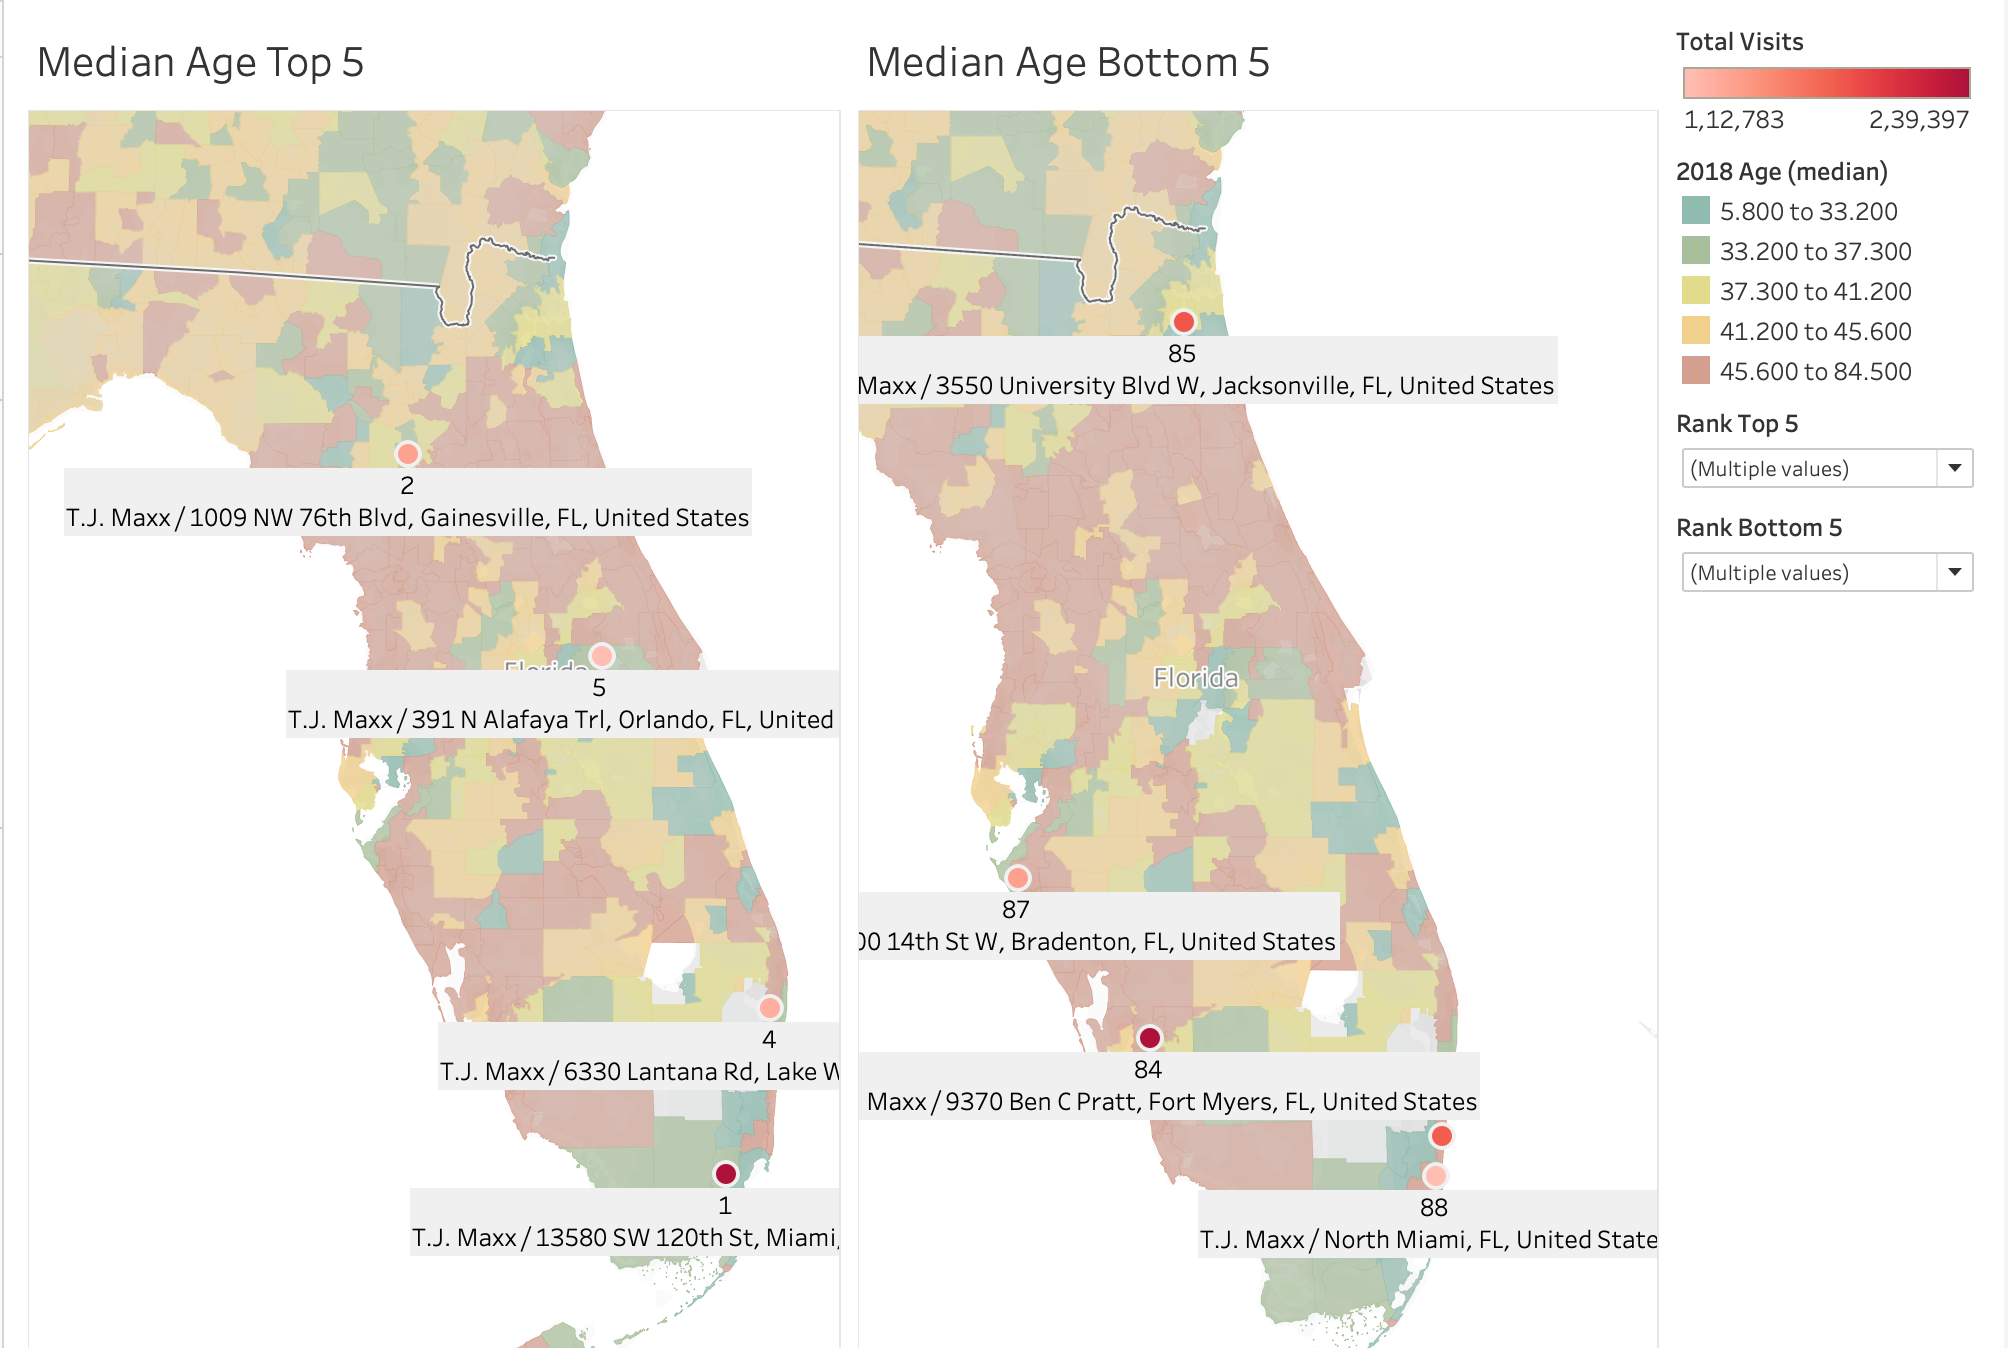 Median Age Top 5
2
T.J. Maxx / 1009 NW 76th Blvd, Gainesville, FL, United States
Florida
5
T.J. Maxx / 391 N Alafaya Trl, Orlando, FL, United
4
T.J. Maxx / 6330 Lantana Rd, Lake W
1
T.J. Maxx / 13580 SW 120th St, Miami,
Median Age Bottom 5
85
Maxx / 3550 University Blvd W, Jacksonville, FL, United States
Florida
87
00 14th St W, Bradenton, FL, United States
84
Maxx / 9370 Ben C Pratt, Fort Myers, FL, United States
88
T.J. Maxx / North Miami, FL, United State
Total Visits
1,12,783 2,39,397
2018 Age (median)
5.800 to 33.200
33.200 to 37.300
37.300 to 41.200
41.200 to 45.600
45.600 to 84.500
Rank Top 5
(Multiple values)
Rank Bottom 5
(Multiple values)